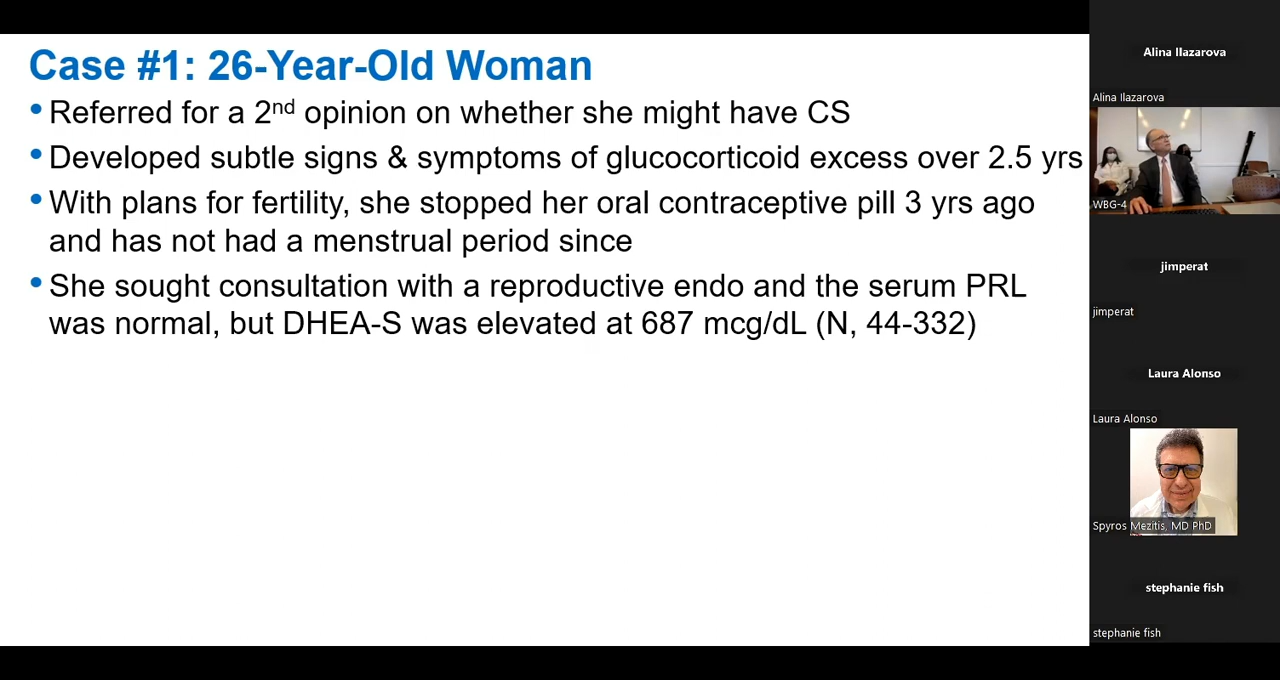 Case #1: 26-Year-Old Woman
•Referred for a 2nd opinion on whether she might have CS
•Developed subtle signs & symptoms of glucocorticoid excess over 2.5 yrs
•With plans for fertility, she stopped her oral contraceptive pill 3 yrs ago
and has not had a menstrual period since
•She sought consultation with a reproductive endo and the serum PRL
was normal, but DHEA-S was elevated at 687 mcg/dL (N, 44-332)
Alina Ilazarova
Alina Ilazarova
WBG-4
jimperat
jimperat
Laura Alonso
Laura Alonso
Spyros Mezitis, MD PhD
stephanie fish
stephanie fish